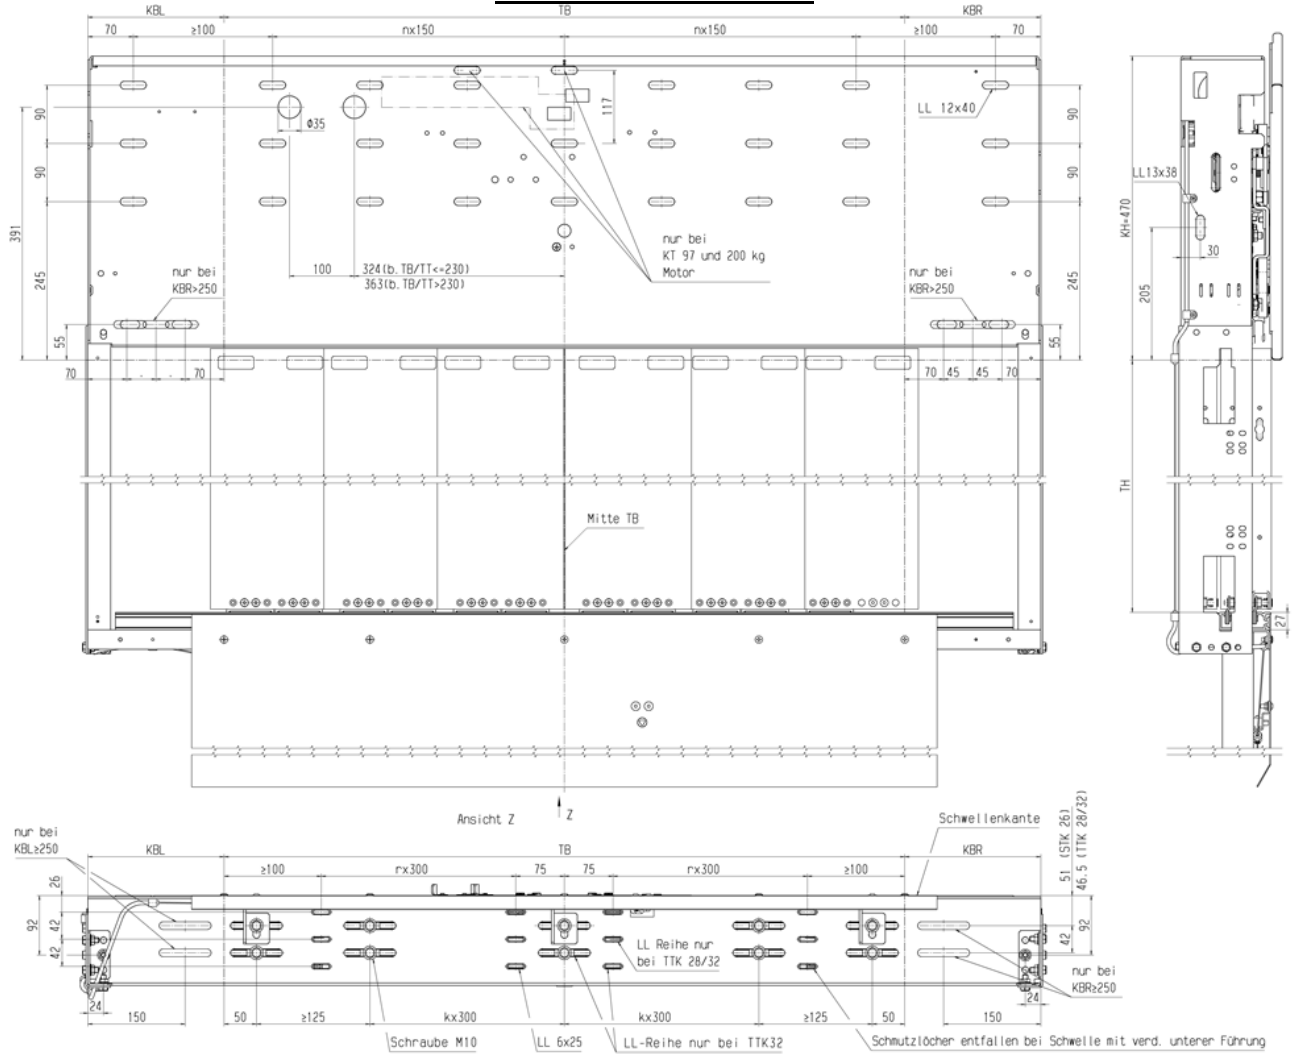 KBL TB KBR
70 ≥100 nx150 nx150 ≥100 70
90
90
391
245
55
70 70
Ø35
117
LL 12x40
90
90
245
55
100 324(b. TB/TT<=230)
363(b. TB/TT>230)
nur bei
KT 97 und 200 kg
Motor
nur bei
KBR>250
nur bei
KBR>250
70 45 45 70
Mitte TB
LL13x38
KH=470
30
205
TH
27
Ansicht Z
Z
nur bei
KBL≥250
KBL TB KBR
≥100 rx300 75 75 rx300 ≥100
Schwellenkante
51 (STK 26)
46.5 (TTK 28/32)
26
92
42
42
92
42
LL Reihe nur
bei TTK 28/32
nur bei
KBR≥250
24 24
150 50 ≥125 kx300 kx300 ≥125 50 150
Schraube M10
LL 6x25
LL-Reihe nur bei TTK32
Schmutzlöcher entfallen bei Schwelle mit verd. unterer Führung